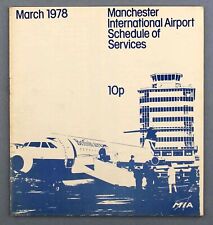 March 1978
Manchester
International Airport
Schedule of
Services
10p
MIA